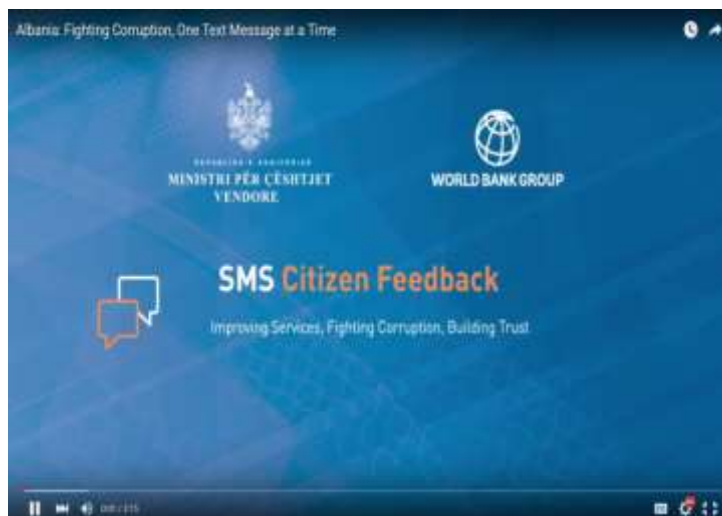 Albania: Fighting Corruption, One Text Message at a Time
MINISTRI PËR ÇËSHTJET
VENDORE
WORLD BANK GROUP
SMS Citizen Feedback
Improving Services, Fighting Corruption, Building Trust